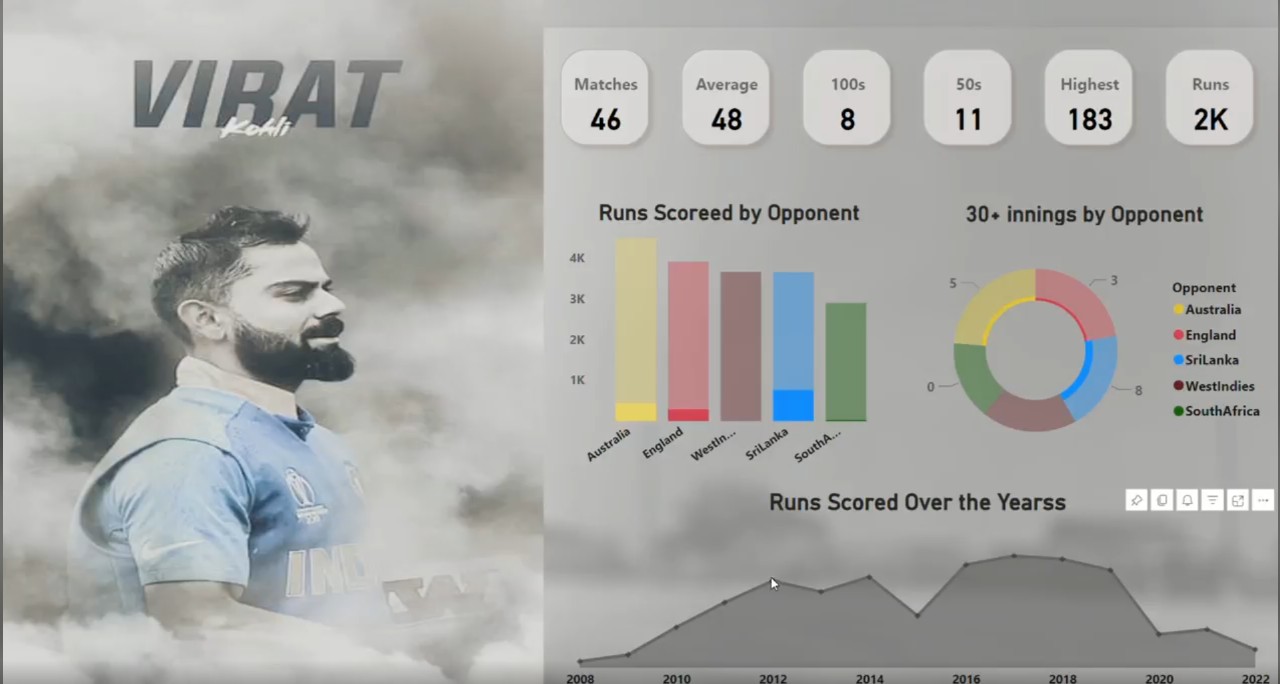 VIRAT
Kohli
Matches
46
Average
48
100s
8
50s
11
Highest
183
Runs
2K
Runs Scoreed by Opponent
4K
3K
2K
1K
Australia
England
WestIn...
SriLanka
SouthA...
30+ innings by Opponent
5
3
0
8
Opponent
Australia
England
SriLanka
WestIndies
SouthAfrica
Runs Scored Over the Yearss
2008 2010 2012 2014 2016 2018 2020 2022